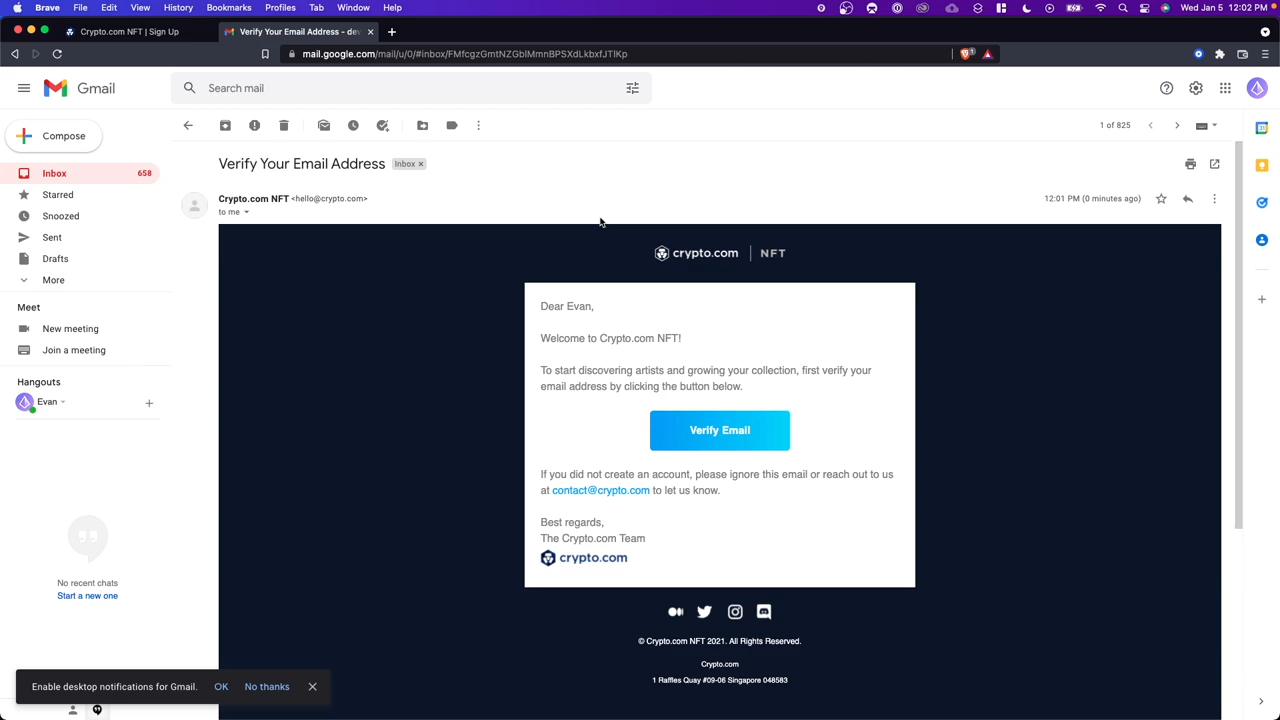 Brave File Edit View History Bookmarks Profiles Tab Window Help
Wed Jan 12 12:02 PM
Crypto.com NFT | Sign Up
Verify Your Email Address - dev
mail.google.com/mail/u/0/#inbox/FMfcgzGmtNZGblMmnBPSXdLkbxfJTlKp
Gmail
Search mail
Compose
1 of 825
Inbox 658
Starred
Snoozed
Sent
Drafts
More
Meet
New meeting
Join a meeting
Hangouts
Evan
No recent chats
Start a new one
Verify Your Email Address Inbox x
Crypto.com NFT <hello@crypto.com> 12:01 PM (0 minutes ago)
to me
crypto.com | NFT
Dear Evan,
Welcome to Crypto.com NFT!
To start discovering artists and growing your collection, first verify your
email address by clicking the button below.
Verify Email
If you did not create an account, please ignore this email or reach out to us
at contact@crypto.com to let us know.
Best regards,
The Crypto.com Team
crypto.com
© Crypto.com NFT 2021. All Rights Reserved.
Crypto.com
1 Raffles Quay #09-06 Singapore 048583
Enable desktop notifications for Gmail. OK No thanks